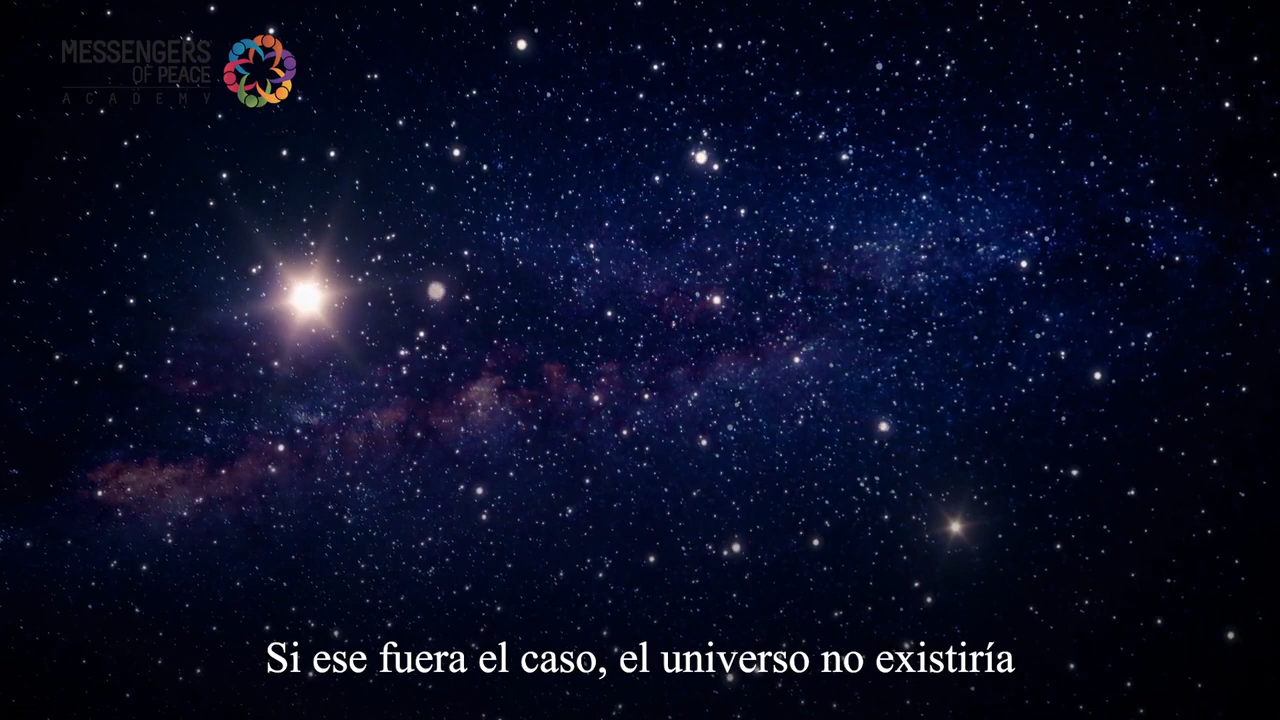 MESSENGERS
OF PEACE
ACADEMY
Si ese fuera el caso, el universo no existiría